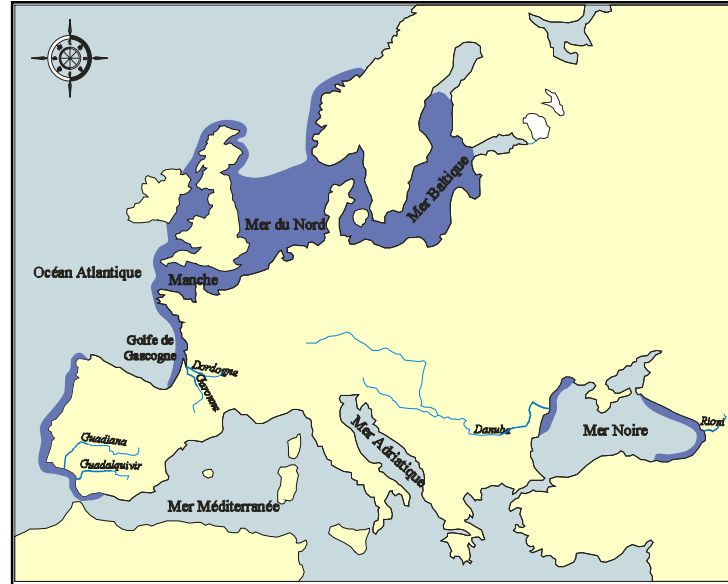 Mer Baltique
Mer du Nord
Océan Atlantique
Manche
Golfe de
Gascogne
Dordogne
Garonne
Rioni
Danuba
Mer Noire
Guadiana
Mer Adriatique
Guadalquivir
Mer Méditerranée